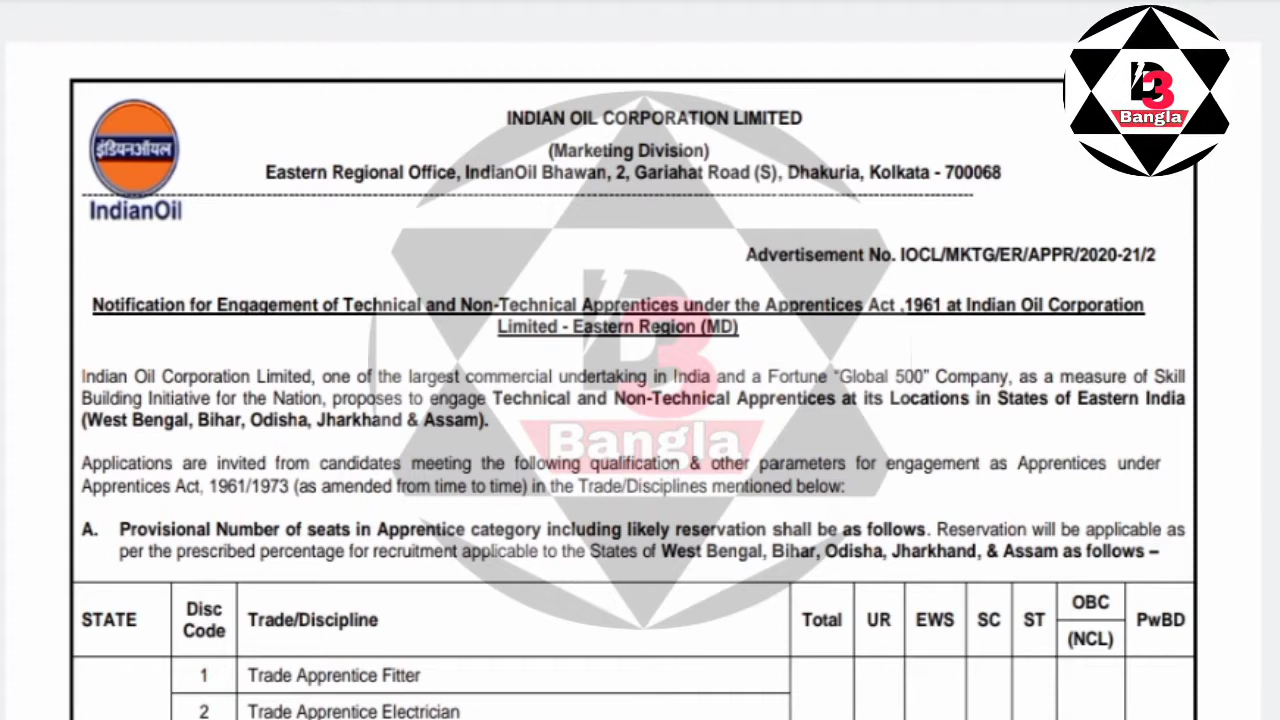 B3
Bangla
इंडियनऑयल
IndianOil
INDIAN OIL CORPORATION LIMITED
(Marketing Division)
Eastern Regional Office, IndianOil Bhawan, 2, Gariahat Road (S), Dhakuria, Kolkata - 700068
Advertisement No. IOCL/MKTG/ER/APPR/2020-21/2
Notification for Engagement of Technical and Non-Technical Apprentices under the Apprentices Act ,1961 at Indian Oil Corporation
Limited - Eastern Region (MD)
Indian Oil Corporation Limited, one of the largest commercial undertaking in India and a Fortune “Global 500” Company, as a measure of Skill
Building Initiative for the Nation, proposes to engage Technical and Non-Technical Apprentices at its Locations in States of Eastern India
(West Bengal, Bihar, Odisha, Jharkhand & Assam).
Applications are invited from candidates meeting the following qualification & other parameters for engagement as Apprentices under
Apprentices Act, 1961/1973 (as amended from time to time) in the Trade/Disciplines mentioned below:
A. Provisional Number of seats in Apprentice category including likely reservation shall be as follows. Reservation will be applicable as
per the prescribed percentage for recruitment applicable to the States of West Bengal, Bihar, Odisha, Jharkhand, & Assam as follows –
STATE Disc Code Trade/Discipline Total UR EWS SC ST OBC (NCL) PwBD
1 Trade Apprentice Fitter
2 Trade Apprentice Electrician
B3
Bangla